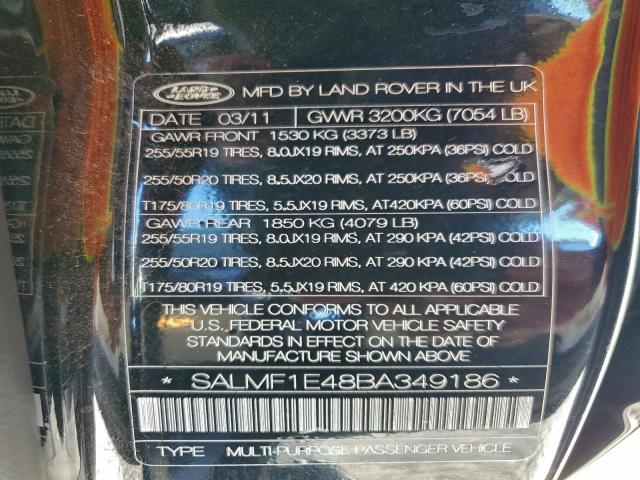 LAND ROVER MFD BY LAND ROVER IN THE UK
DATE 03/11 GVWR 3200KG (7054 LB)
GAWR FRONT 1530 KG (3373 LB)
255/55R19 TIRES, 8.0JX19 RIMS, AT 250KPA (36PSI) COLD
255/50R20 TIRES, 8.5JX20 RIMS, AT 250KPA (36PSI) COLD
T175/80R19 TIRES, 5.5JX19 RIMS, AT420KPA (60PSI) COLD
GAWR REAR 1850 KG (4079 LB)
255/55R19 TIRES, 8.0JX19 RIMS, AT 290 KPA (42PSI) COLD
255/50R20 TIRES, 8.5JX20 RIMS, AT 290 KPA (42PSI) COLD
T175/80R19 TIRES, 5.5JX19 RIMS, AT 420 KPA (60PSI) COLD
THIS VEHICLE CONFORMS TO ALL APPLICABLE
U.S. FEDERAL MOTOR VEHICLE SAFETY
STANDARDS IN EFFECT ON THE DATE OF
MANUFACTURE SHOWN ABOVE.
* SALMF1E48BA349186 *
TYPE MULTI-PURPOSE PASSENGER VEHICLE